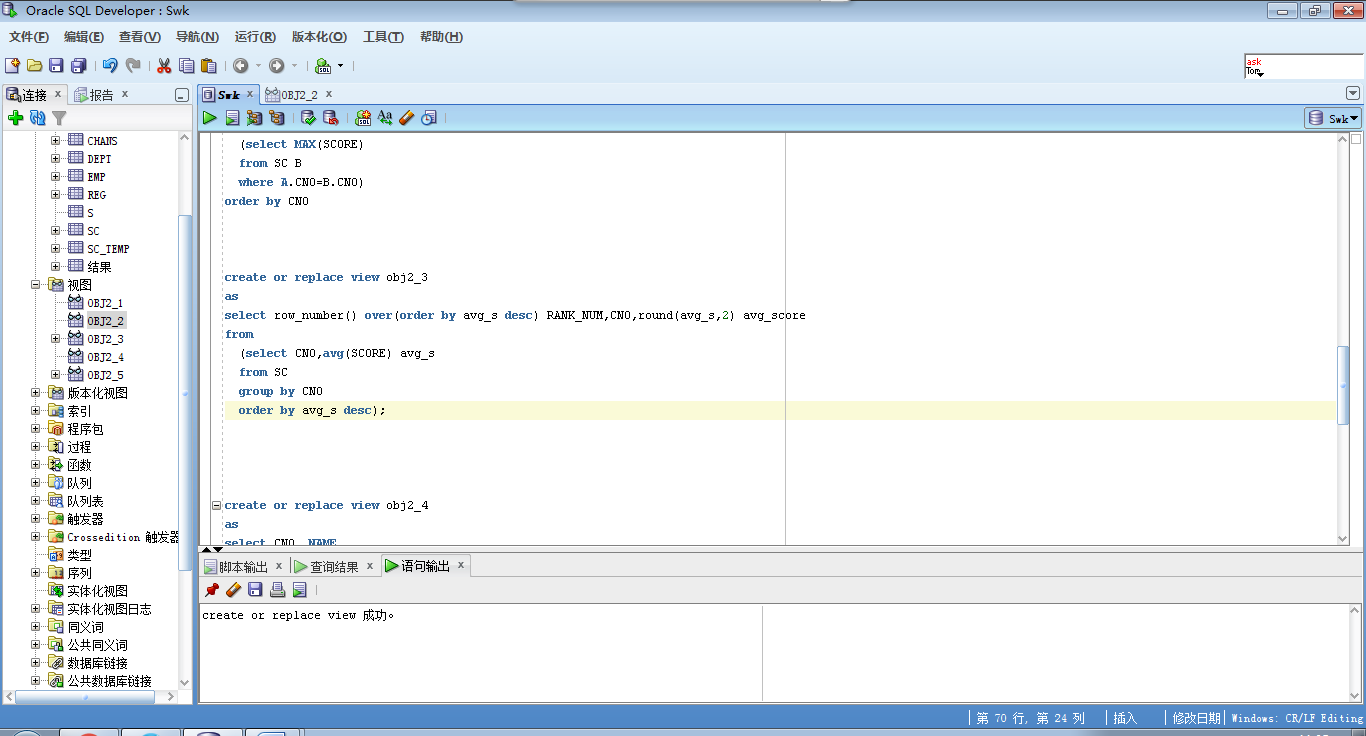 Oracle SQL Developer : Swk
文件(F) 编辑(E) 查看(V) 导航(N) 运行(R) 版本化(O) 工具(T) 帮助(H)
ask
Tom
连接 报告
Swk OBJ2_2
Swk
CHANS
DEPT
EMP
REG
S
SC
SC_TEMP
结果
视图
OBJ2_1
OBJ2_2
OBJ2_3
OBJ2_4
OBJ2_5
版本化视图
索引
程序包
过程
函数
队列
队列表
触发器
Crossedition 触发器
类型
序列
实体化视图
实体化视图日志
同义词
公共同义词
数据库链接
公共数据库链接
(select MAX(SCORE)
from SC B
where A.CNO=B.CNO)
order by CNO
create or replace view obj2_3
as
select row_number() over(order by avg_s desc) RANK_NUM,CNO,round(avg_s,2) avg_score
from
(select CNO,avg(SCORE) avg_s
from SC
group by CNO
order by avg_s desc);
create or replace view obj2_4
as
select CNO, NAME
脚本输出 查询结果 语句输出
create or replace view 成功。
第 70 行, 第 24 列 插入 修改日期 Windows: CR/LF Editing